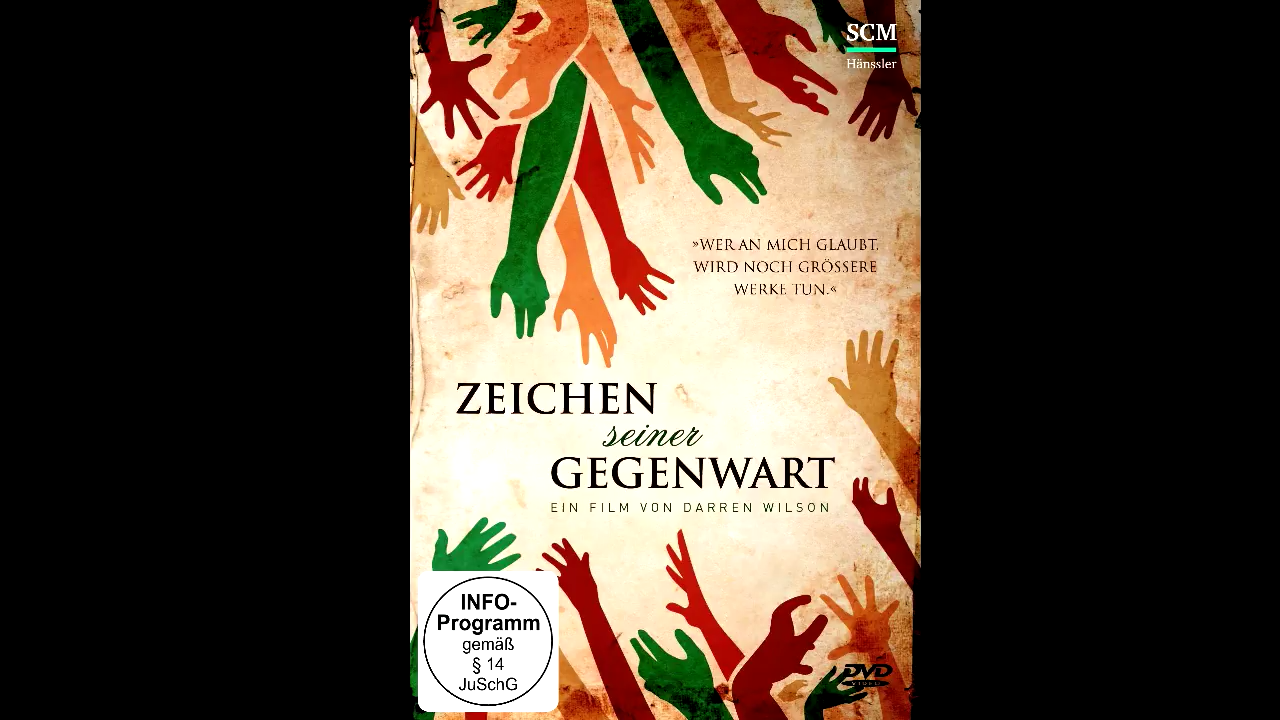 SCM
Hänssler
»WER AN MICH GLAUBT,
WIRD NOCH GRÖSSERE
WERKE TUN.«
ZEICHEN
seiner
GEGENWART
EIN FILM VON DARREN WILSON
INFO-
Programm
gemäß
§ 14
JuSchG
DVD
VIDEO